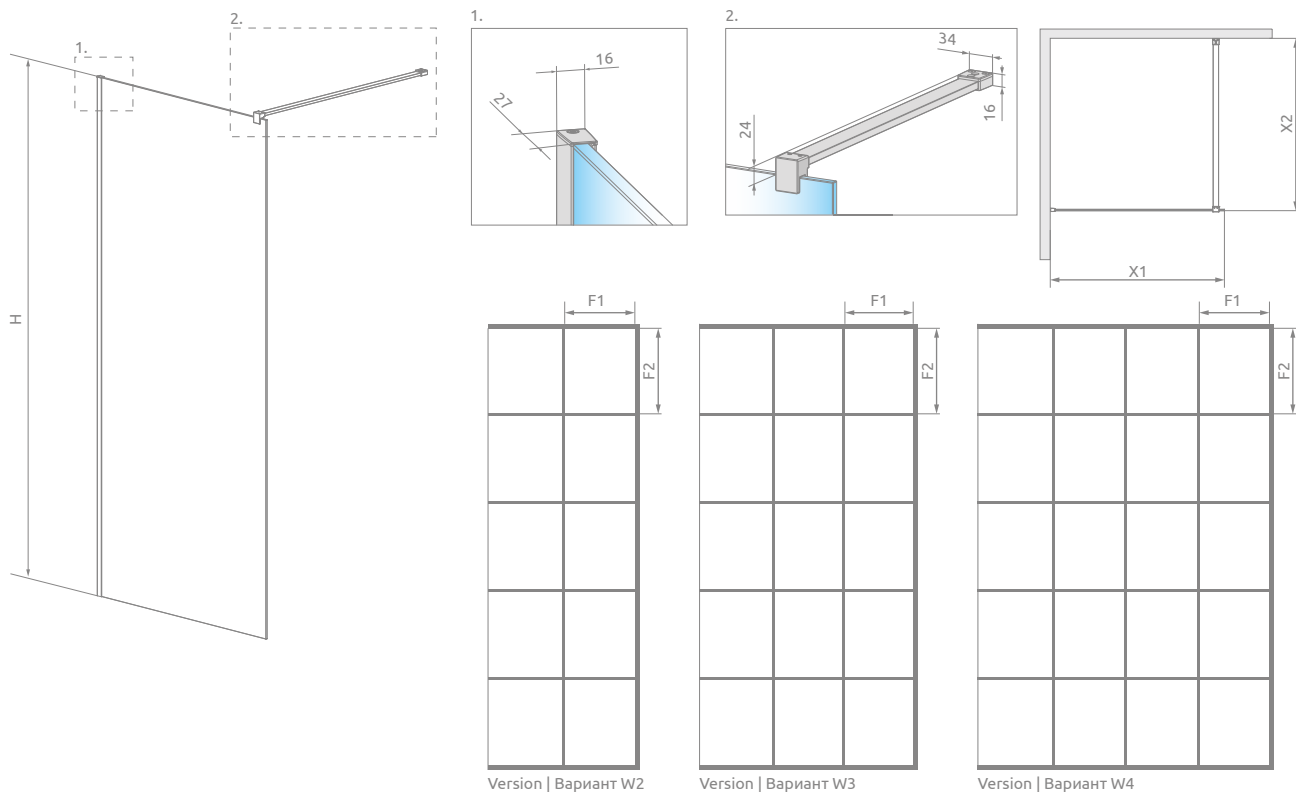 1.
2.
H
1.
16
27
2.
34
16
24
X2
X1
F1
F2
Version | Вариант W2
F1
F2
Version | Вариант W3
F1
F2
Version | Вариант W4